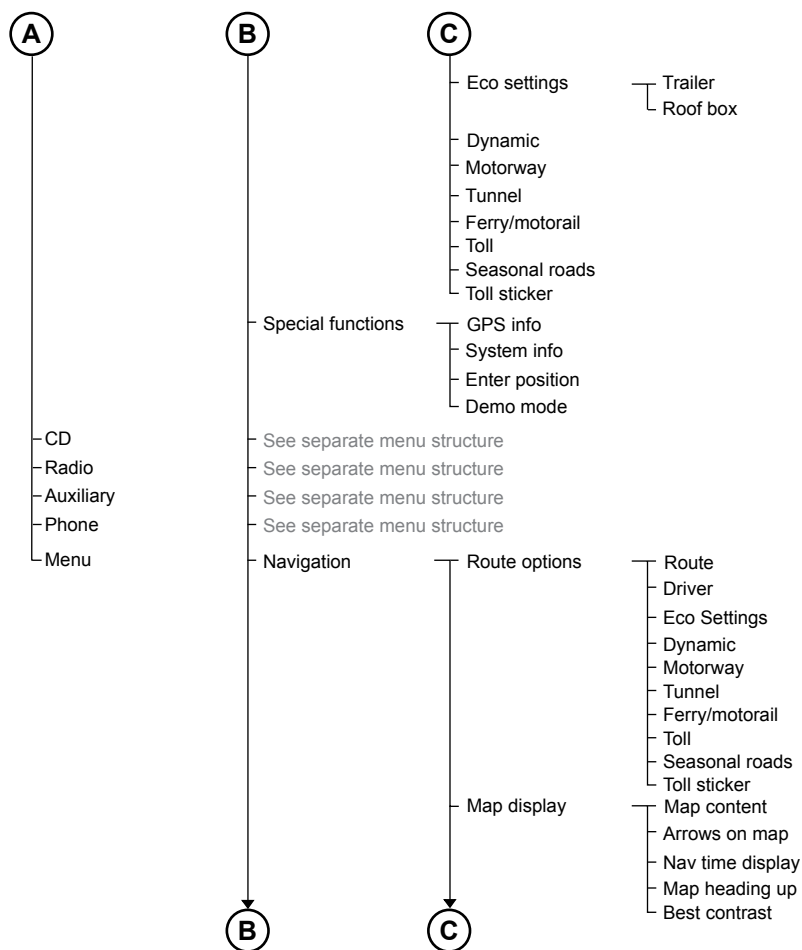 A B C
Eco settings Trailer
Roof box
Dynamic
Motorway
Tunnel
Ferry/motorail
Toll
Seasonal roads
Toll sticker
Special functions GPS info
System info
Enter position
Demo mode
CD See separate menu structure
Radio See separate menu structure
Auxiliary See separate menu structure
Phone See separate menu structure
Menu Navigation Route options Route
Driver
Eco Settings
Dynamic
Motorway
Tunnel
Ferry/motorail
Toll
Seasonal roads
Toll sticker
Map display Map content
Arrows on map
Nav time display
Map heading up
Best contrast
B C